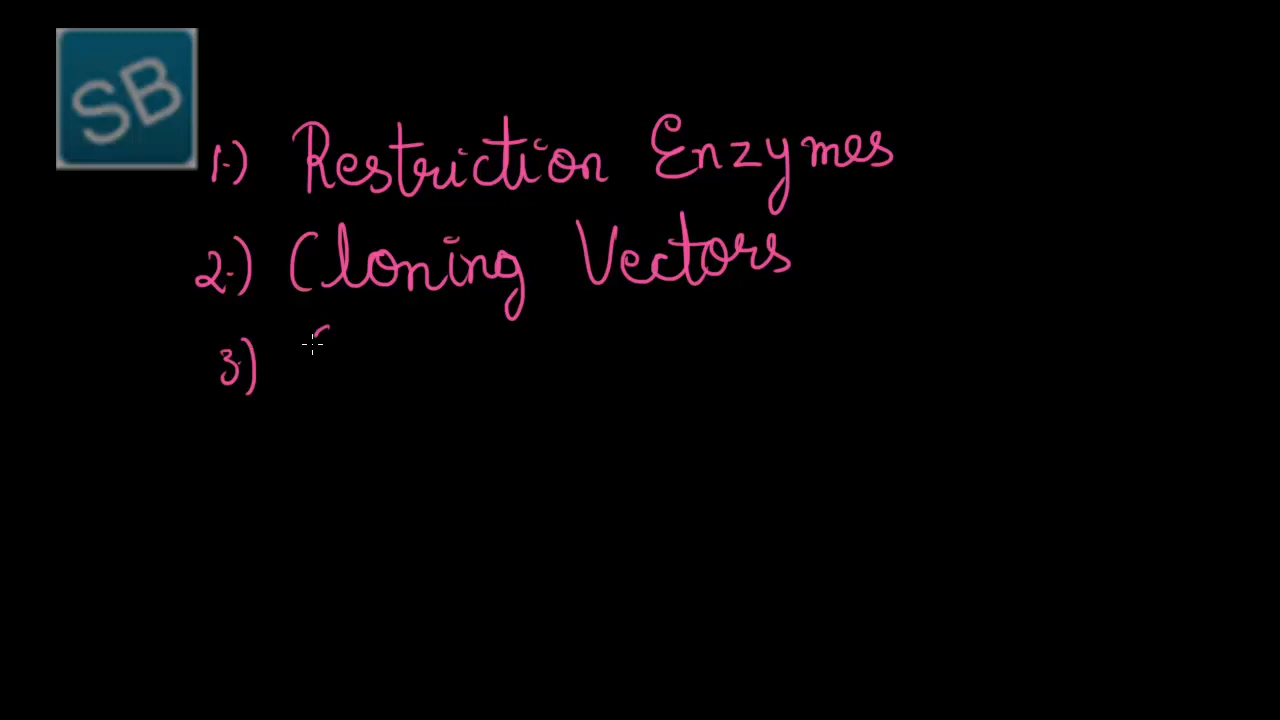 SB
1.) Restriction Enzymes
2.) Cloning Vectors
3.)